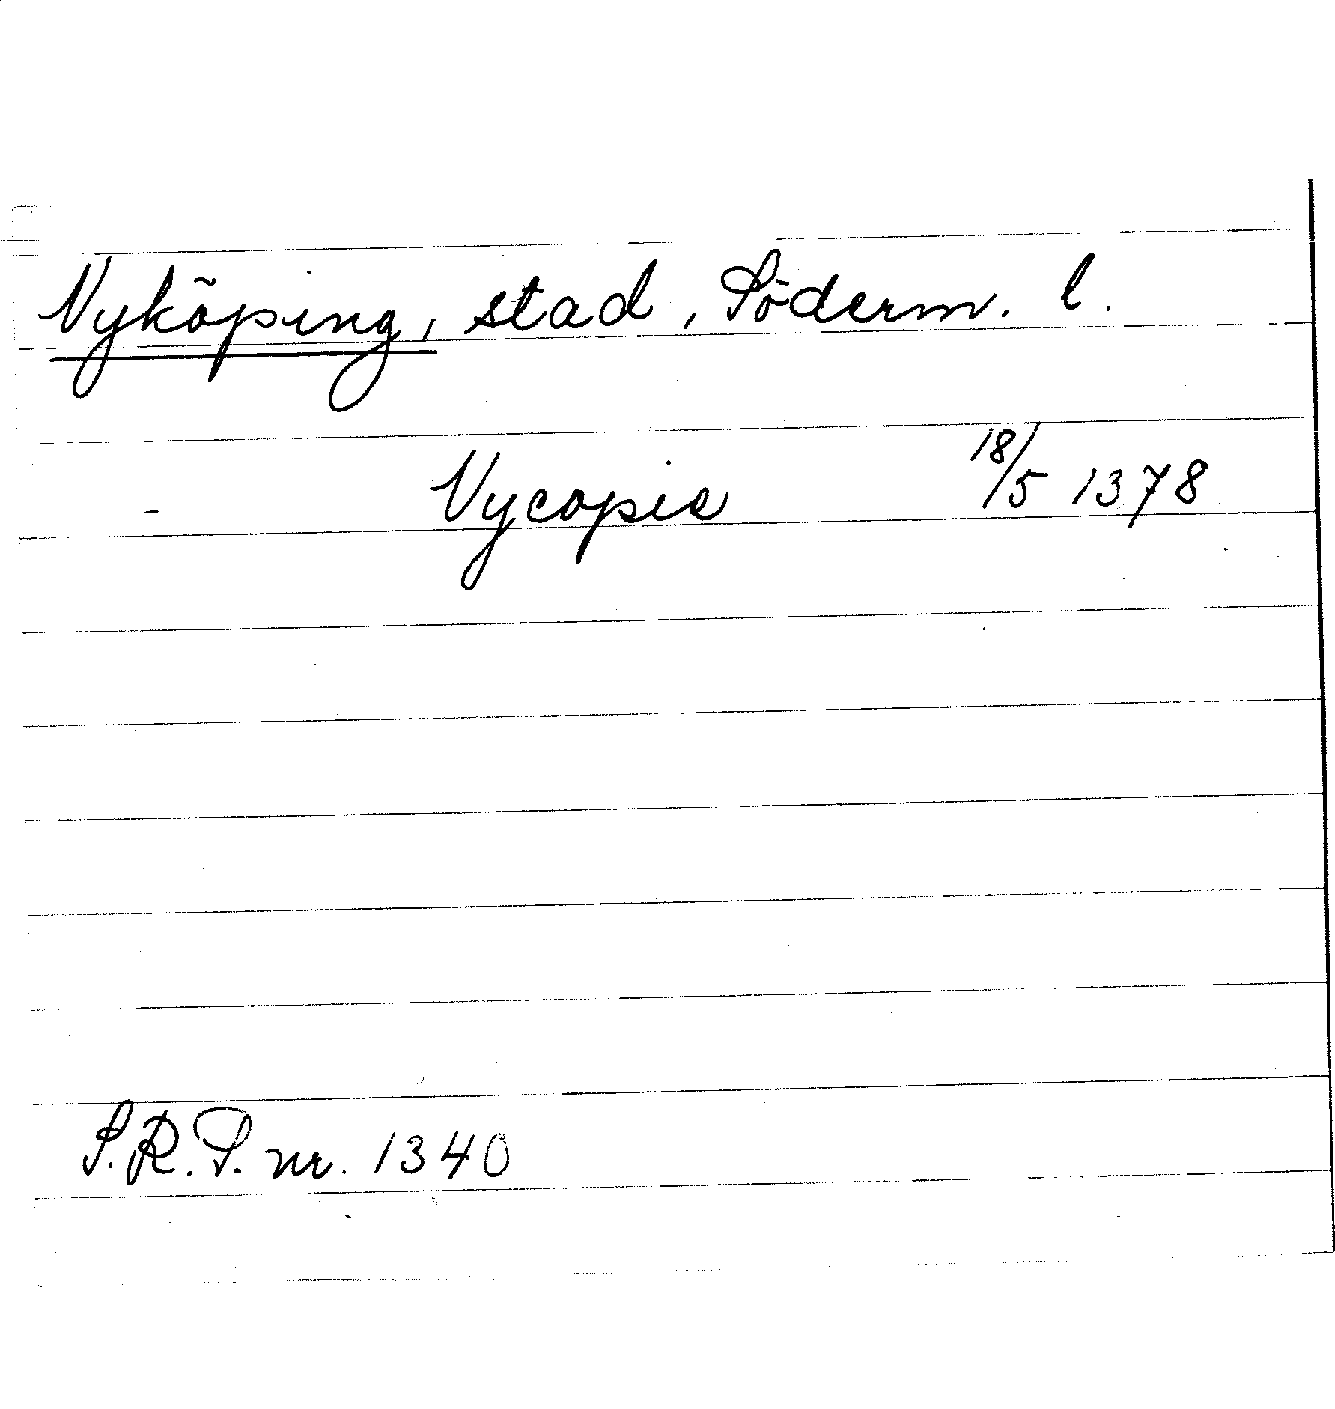 Nyköping, stad, Söderm. l.
- Nycopie 18/5 1378
S.R.P. nr. 1340